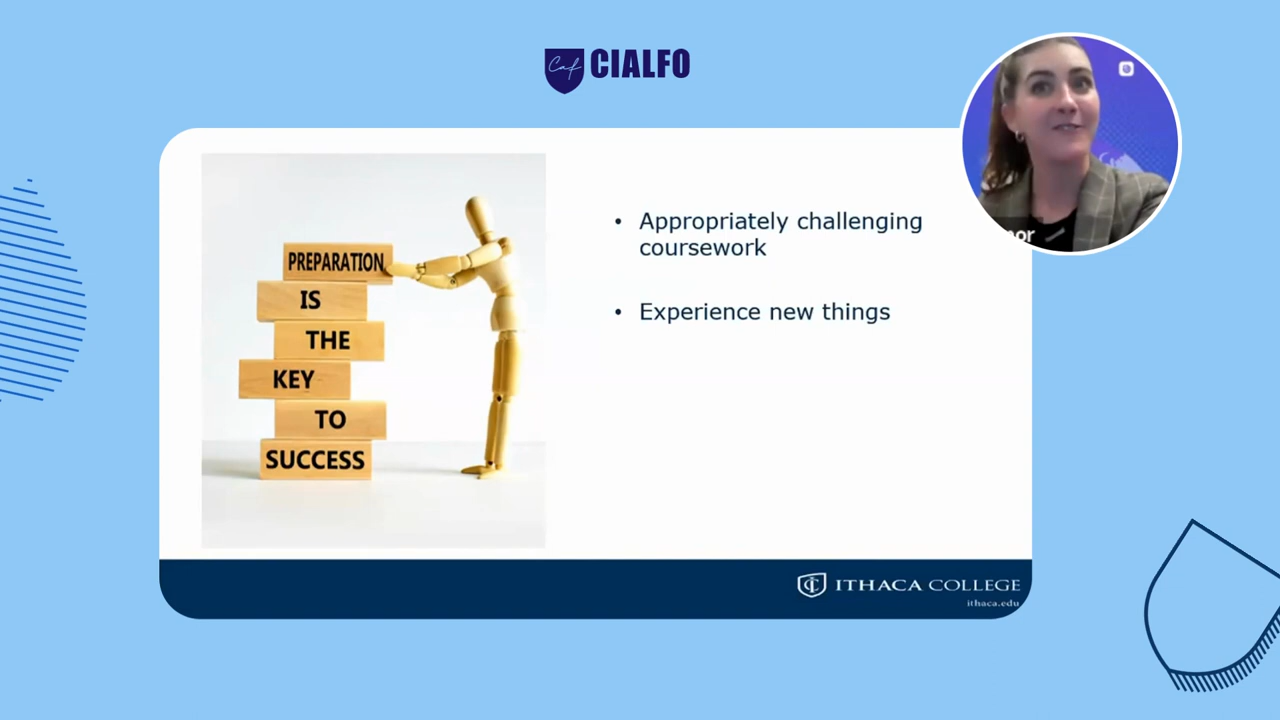 CIALFO
PREPARATION
IS
THE
KEY
TO
SUCCESS
• Appropriately challenging
coursework
• Experience new things
ITHACA COLLEGE
ithaca.edu